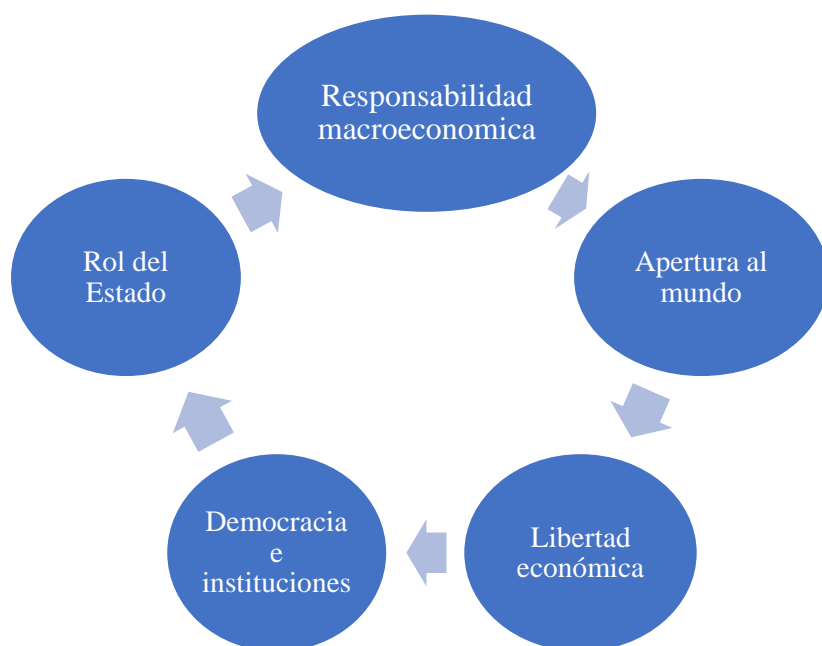 Responsabilidad
macroeconomica
Apertura al
mundo
Libertad
económica
Democracia
e
instituciones
Rol del
Estado